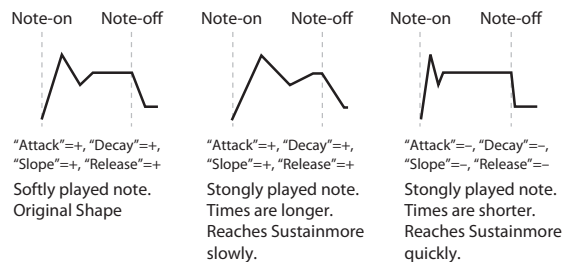 Note-on Note-off Note-on Note-off Note-on Note-off
"Attack"=+, "Decay"=+,
"Slope"=+, "Release"=+
Softly played note.
Original Shape
"Attack"=+, "Decay"=+,
"Slope"=+, "Release"=+
Stongly played note.
Times are longer.
Reaches Sustainmore
slowly.
"Attack"=–, "Decay"=–,
"Slope"=–, "Release"=–
Stongly played note.
Times are shorter.
Reaches Sustainmore
quickly.